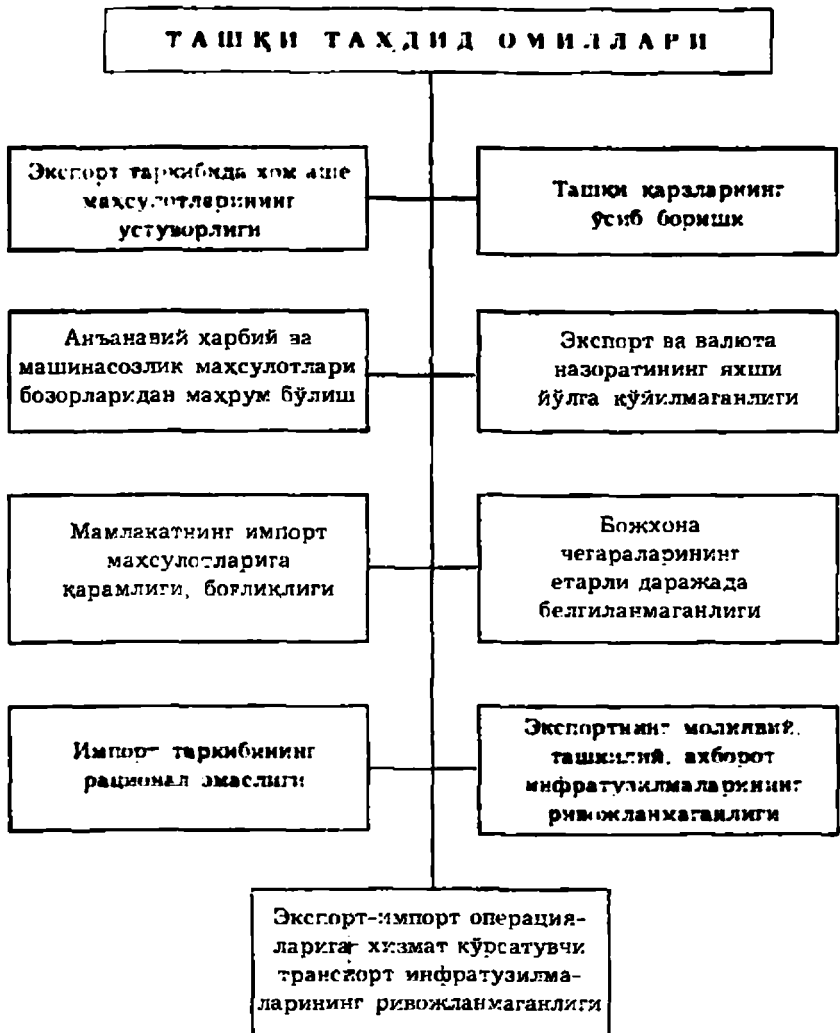 ТАШҚИ ТАҲДИД ОМИЛЛАРИ
Экспорт таркибида хом ашё
маҳсулотларининг
устуворлиги
Ташқи қарзларнинг
ўсиб бориши
Анъанавий ҳарбий ва
машинасозлик маҳсулотлари
бозорларидан маҳрум бўлиш
Экспорт ва валюта
назоратининг яхши
йўлга қўйилмаганлиги
Мамлакатнинг импорт
маҳсулотларига
қарамлиги, боғлиқлиги
Божхона
чегараларининг
етарли даражада
белгиланмаганлиги
Импорт таркибининг
рационал эмаслиги
Экспортнинг молиявий,
ташкилий, ахборот
инфратузилмаларининг
ривожланмаганлиги
Экспорт-импорт операция-
ларига хизмат кўрсатувчи
транспорт инфратузилма-
ларининг ривожланмаганлиги